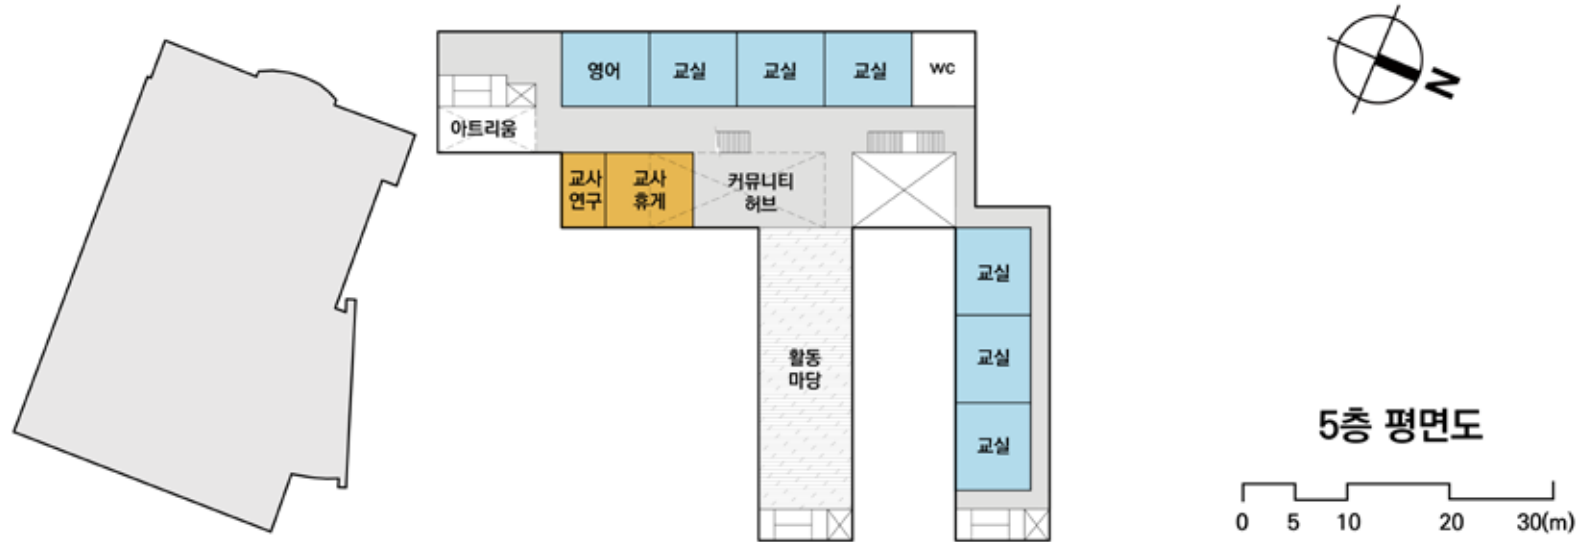 영어
교실
교실
교실
WC
아트리움
교사
연구
교사
휴게
커뮤니티
허브
교실
교실
교실
활동
마당
N
5층 평면도
0 5 10 20 30(m)